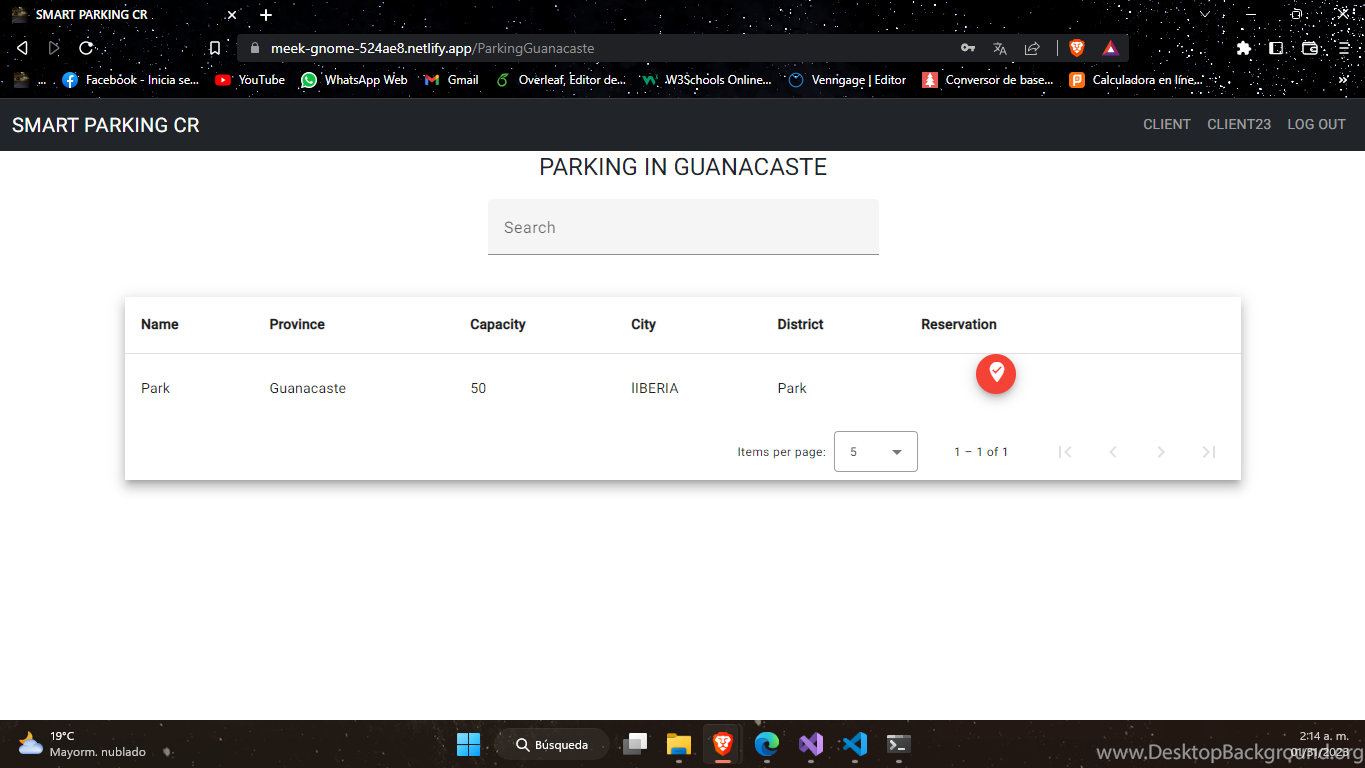 SMART PARKING CR
meek-gnome-524ae8.netlify.app/ParkingGuanacaste
... Facebook - Inicia se... YouTube WhatsApp Web Gmail Overleaf, Editor de... W3Schools Online... Venngage | Editor Conversor de base... Calculadora en líne...
SMART PARKING CR CLIENT CLIENT23 LOG OUT
PARKING IN GUANACASTE
Search
Name Province Capacity City District Reservation
Park Guanacaste 50 IIBERIA Park
Items per page: 5 1 – 1 of 1
19°C
Mayorm. nublado
Búsqueda
2:14 a. m.
01/31/2023
www.DesktopBackground.org